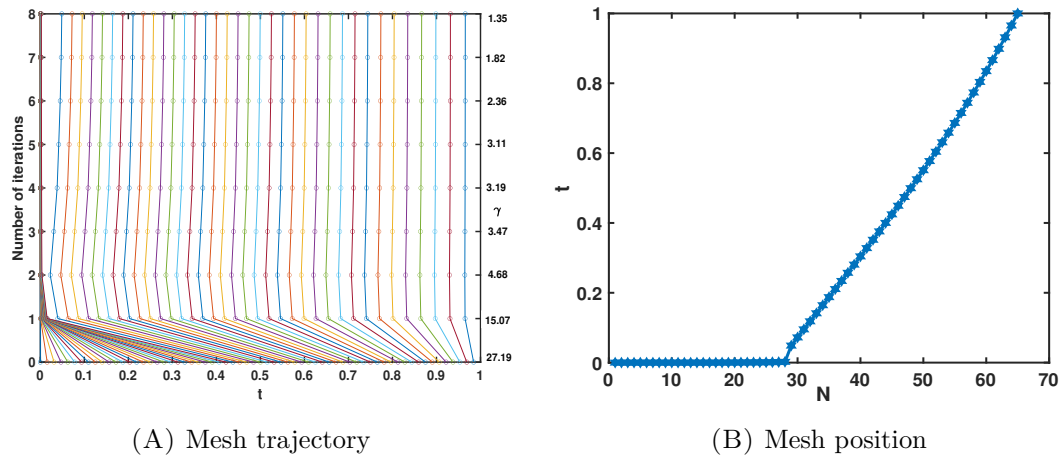 8
7
6
5
4
3
2
1
0
Number of iterions
0 0.1 0.2 0.3 0.4 0.5 0.6 0.7 0.8 0.9 1
t
1.35
1.82
2.36
3.11
3.19
γ
3.47
4.68
15.07
27.19
(A) Mesh trajectory
1
0.8
0.6
0.4
0.2
0
t
0 10 20 30 40 50 60 70
N
(B) Mesh position